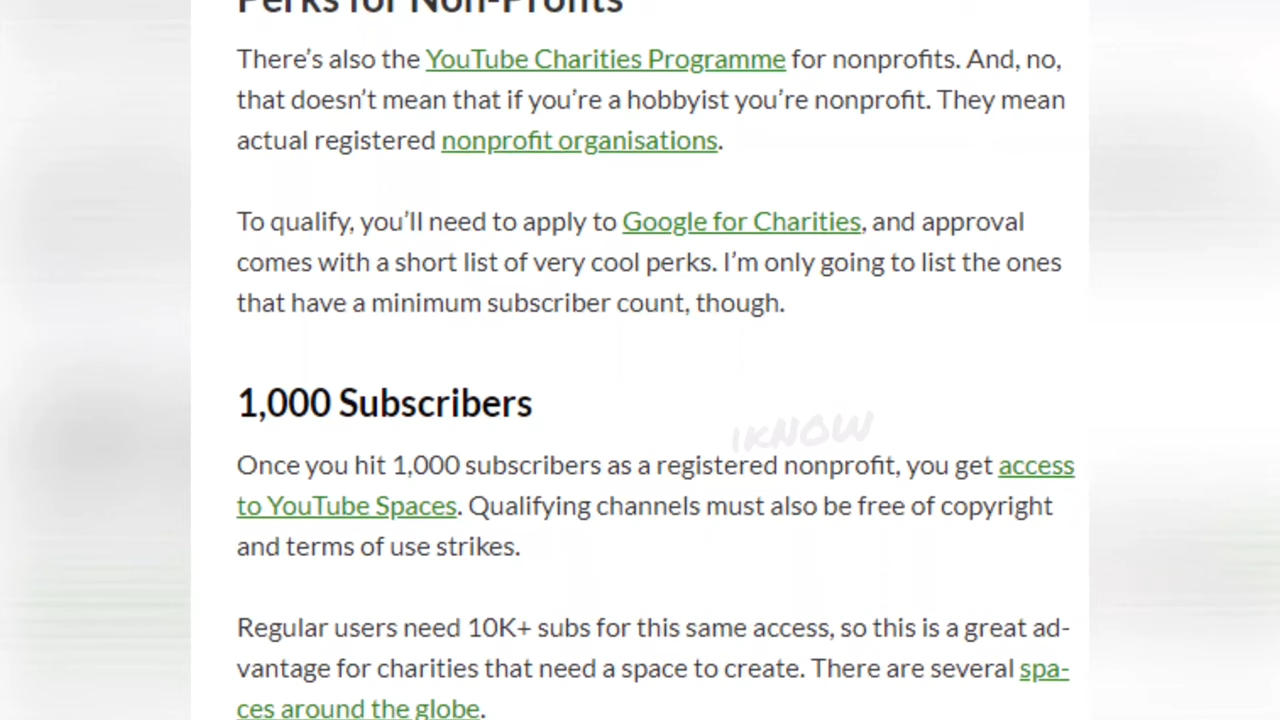 Perks for Non-Profits
There’s also the YouTube Charities Programme for nonprofits. And, no,
that doesn’t mean that if you’re a hobbyist you’re nonprofit. They mean
actual registered nonprofit organisations.
To qualify, you’ll need to apply to Google for Charities, and approval
comes with a short list of very cool perks. I’m only going to list the ones
that have a minimum subscriber count, though.
1,000 Subscribers
iKNOW
Once you hit 1,000 subscribers as a registered nonprofit, you get access
to YouTube Spaces. Qualifying channels must also be free of copyright
and terms of use strikes.
Regular users need 10K+ subs for this same access, so this is a great ad-
vantage for charities that need a space to create. There are several spa-
ces around the globe.